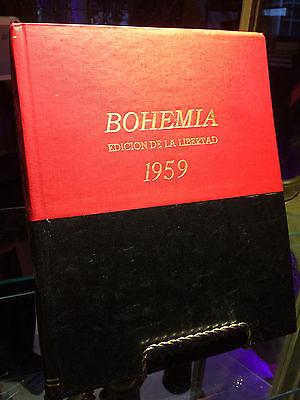 BOHEMIA
EDICION DE LA LIBERTAD
1959